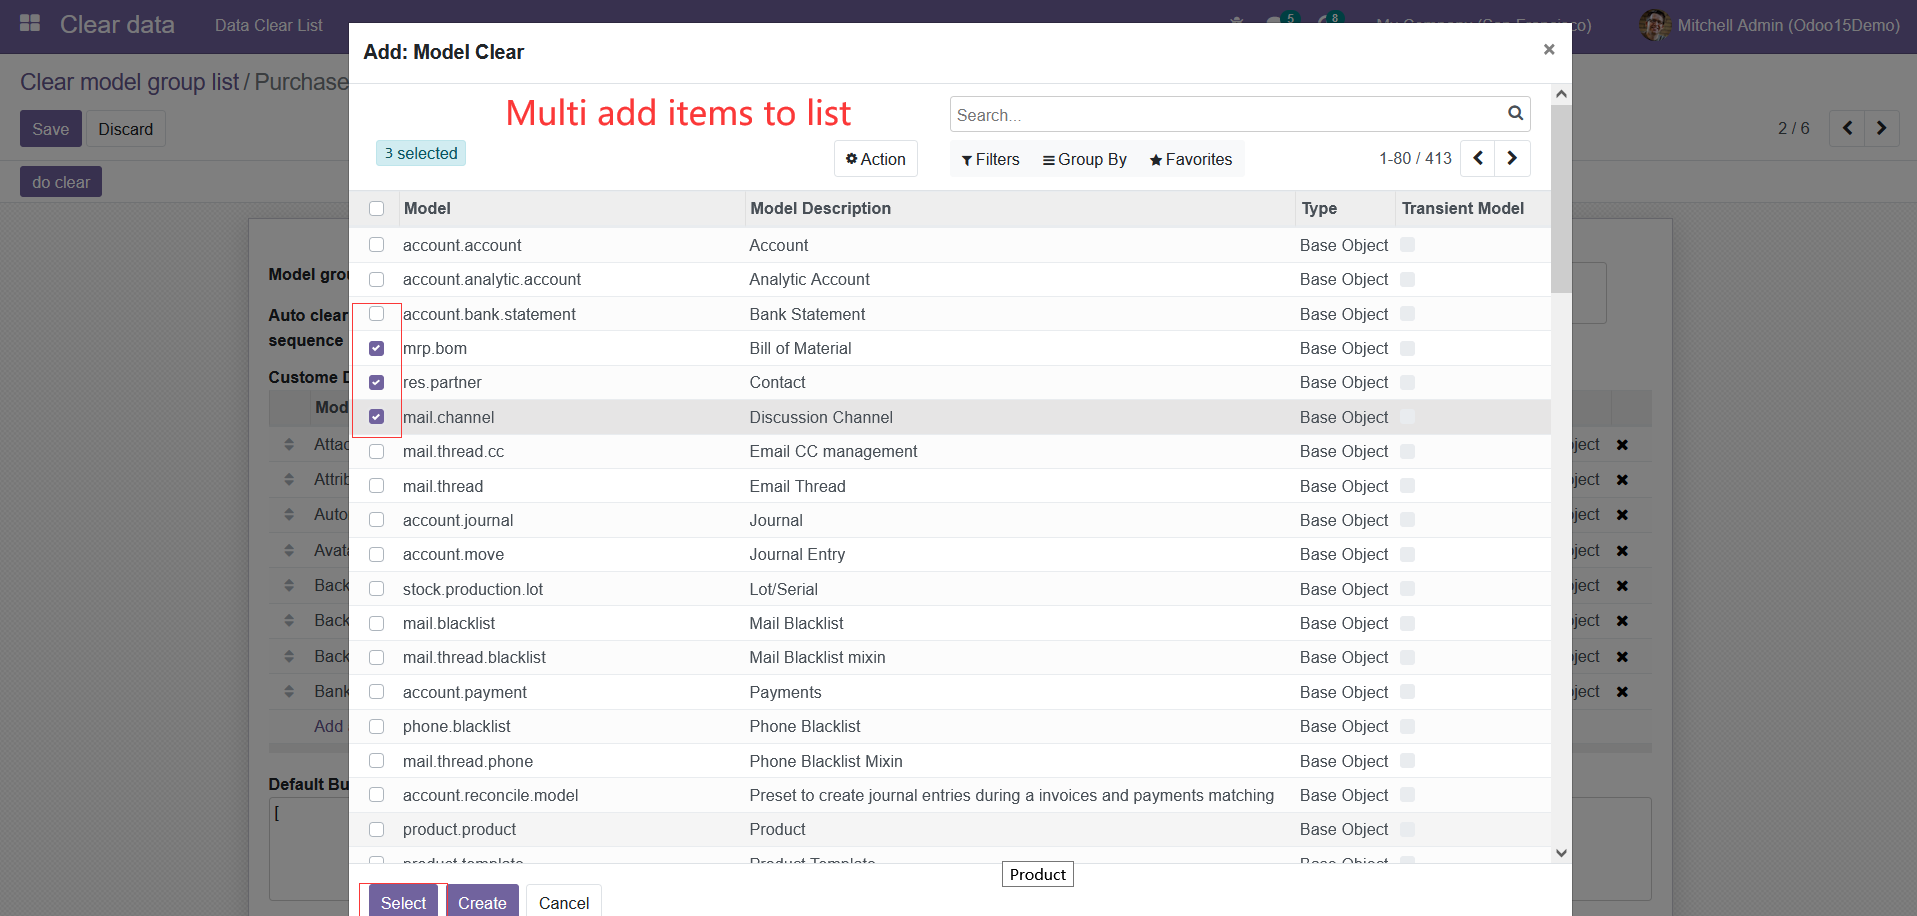 Clear data
Data Clear List
5
8
Mitchell Admin (Odoo15Demo)
Clear model group list / Purchase
Save
Discard
2 / 6
do clear
Add: Model Clear
×
Multi add items to list
Search...
3 selected
Action
Filters
Group By
Favorites
1-80 / 413
Model
Model Description
Type
Transient Model
account.account
Account
Base Object
account.analytic.account
Analytic Account
Base Object
account.bank.statement
Bank Statement
Base Object
mrp.bom
Bill of Material
Base Object
res.partner
Contact
Base Object
mail.channel
Discussion Channel
Base Object
mail.thread.cc
Email CC management
Base Object
mail.thread
Email Thread
Base Object
account.journal
Journal
Base Object
account.move
Journal Entry
Base Object
stock.production.lot
Lot/Serial
Base Object
mail.blacklist
Mail Blacklist
Base Object
mail.thread.blacklist
Mail Blacklist mixin
Base Object
account.payment
Payments
Base Object
phone.blacklist
Phone Blacklist
Base Object
mail.thread.phone
Phone Blacklist Mixin
Base Object
account.reconcile.model
Preset to create journal entries during a invoices and payments matching
Base Object
product.product
Product
Base Object
product.template
Product Template
Base Object
Product
Select
Create
Cancel
Model grou
Auto clear
sequence
Custome D
Mod
Attac
Attrib
Auto
Avata
Back
Back
Back
Bank
Add
Default Bu
[